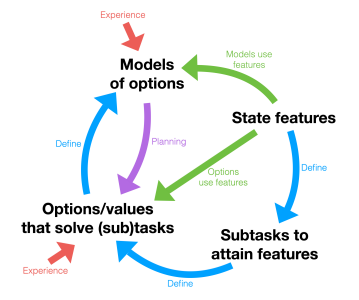 Experience
Models
of options
Models use
features
State features
Define
Planning
Options
use features
Define
Options/values
that solve (sub)tasks
Subtasks to
attain features
Experience
Define